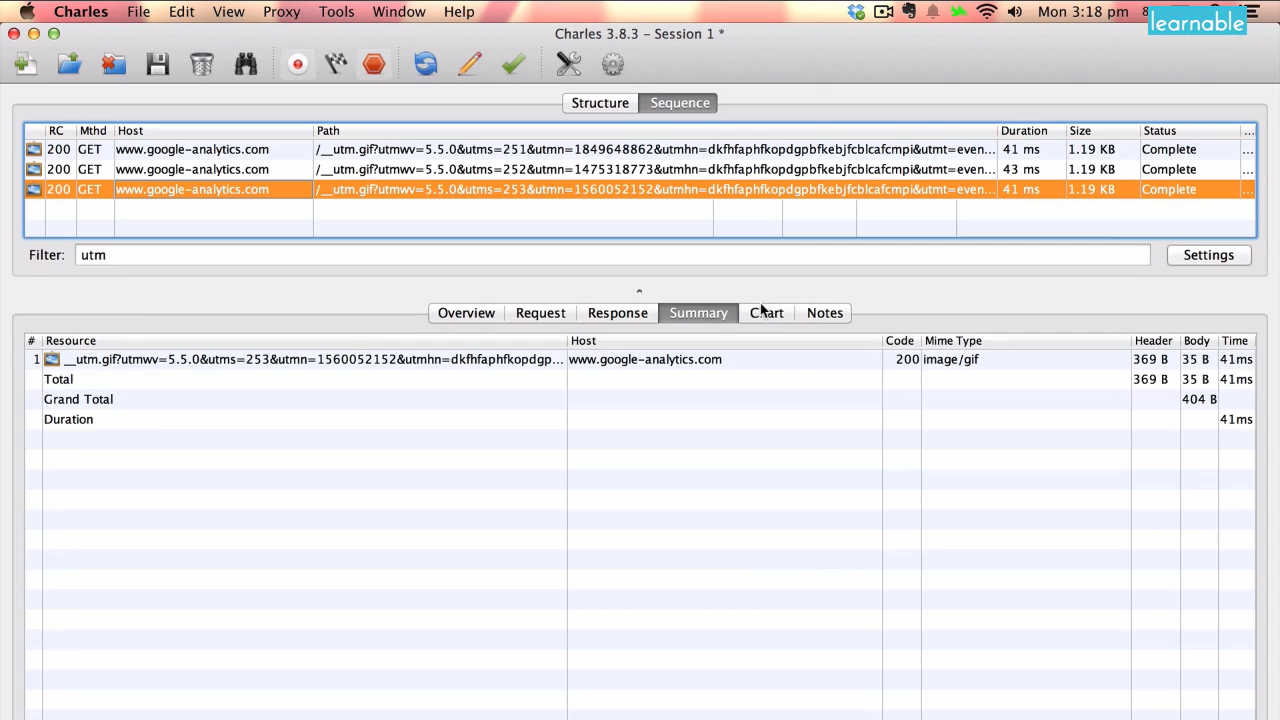 Charles File Edit View Proxy Tools Window Help Mon 3:18 pm
learnable
Charles 3.8.3 – Session 1 *
Structure Sequence
RC Mthd Host Path Duration Size Status ...
200 GET www.google-analytics.com /__utm.gif?utmwv=5.5.0&utms=251&utmn=1849648862&utmhn=dkfhfaphfkopdgpbfkebjfcblcafcmpi&utmt=even... 41 ms 1.19 KB Complete ...
200 GET www.google-analytics.com /__utm.gif?utmwv=5.5.0&utms=252&utmn=1475318773&utmhn=dkfhfaphfkopdgpbfkebjfcblcafcmpi&utmt=even... 43 ms 1.19 KB Complete ...
200 GET www.google-analytics.com /__utm.gif?utmwv=5.5.0&utms=253&utmn=1560052152&utmhn=dkfhfaphfkopdgpbfkebjfcblcafcmpi&utmt=even... 41 ms 1.19 KB Complete ...
Filter: utm Settings
Overview Request Response Summary Chart Notes
# Resource Host Code Mime Type Header Body Time
1 __utm.gif?utmwv=5.5.0&utms=253&utmn=1560052152&utmhn=dkfhfaphfkopdgp... www.google-analytics.com 200 image/gif 369 B 35 B 41ms
Total 369 B 35 B 41ms
Grand Total 404 B
Duration 41ms